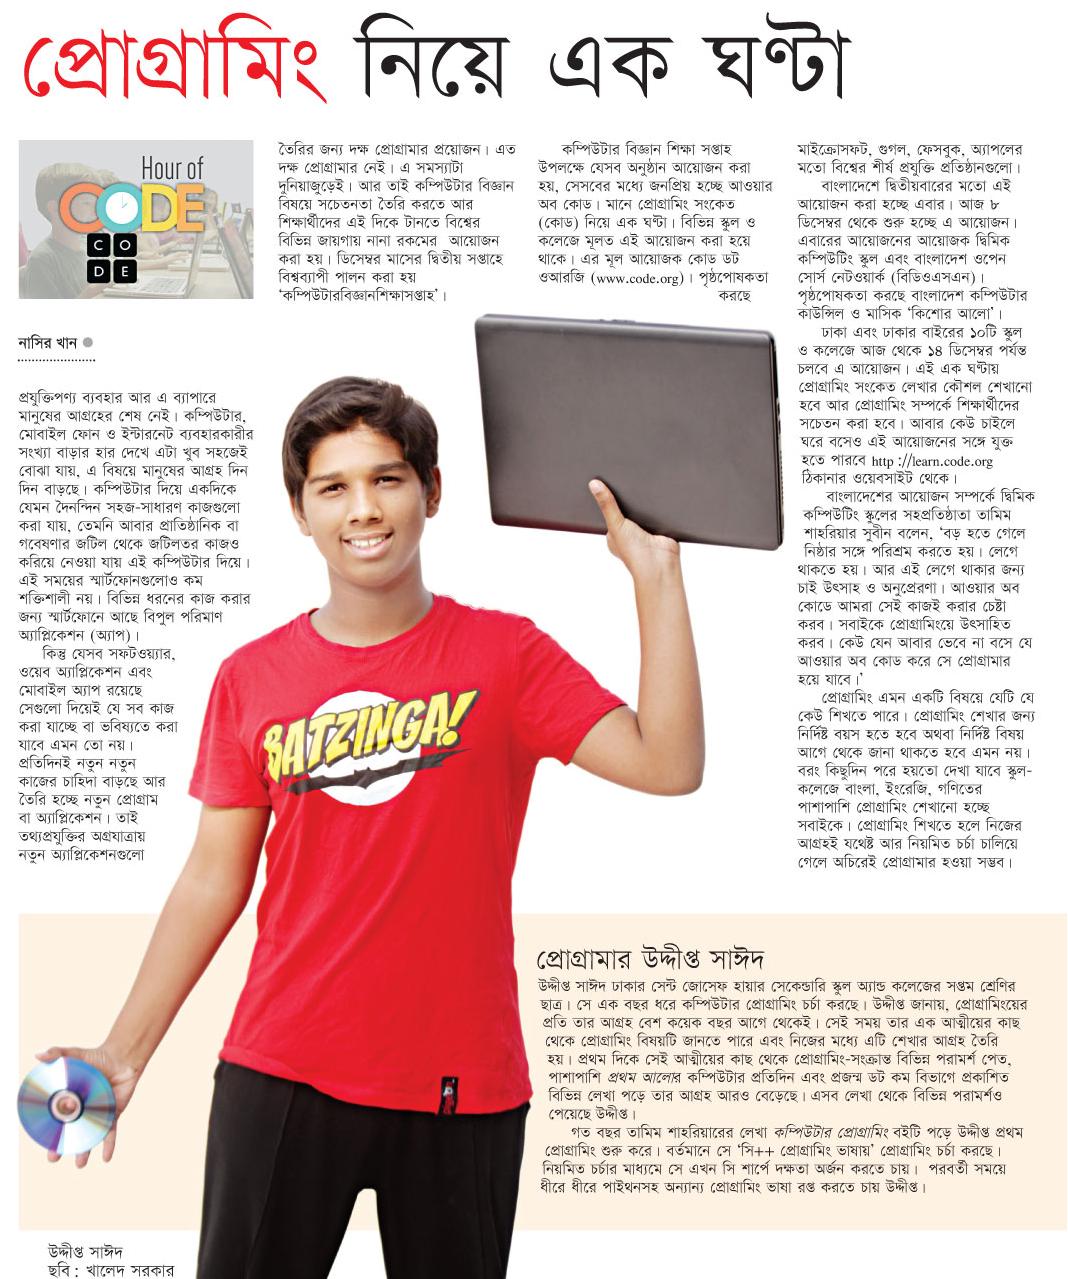 প্রোগ্রামিং নিয়ে এক ঘণ্টা
Hour of
CODE
CO
DE
নাসির খান
প্রযুক্তিপণ্য ব্যবহার আর এ ব্যাপারে
মানুষের আগ্রহের শেষ নেই। কম্পিউটার,
মোবাইল ফোন ও ইন্টারনেট ব্যবহারকারীর
সংখ্যা বাড়ার হার দেখে এটা খুব সহজেই
বোঝা যায়, এ বিষয়ে মানুষের আগ্রহ দিন
দিন বাড়ছে। কম্পিউটার দিয়ে একদিকে
যেমন দৈনন্দিন সহজ-সাধারণ কাজগুলো
করা যায়, তেমনি আবার প্রাতিষ্ঠানিক বা
গবেষণার জটিল থেকে জটিলতর কাজও
করিয়ে নেওয়া যায় এই কম্পিউটার দিয়ে।
এই সময়ের স্মার্টফোনগুলোও কম
শক্তিশালী নয়। বিভিন্ন ধরনের কাজ করার
জন্য স্মার্টফোনে আছে বিপুল পরিমাণ
অ্যাপ্লিকেশন (অ্যাপ)।
কিন্তু যেসব সফটওয়্যার,
ওয়েব অ্যাপ্লিকেশন এবং
মোবাইল অ্যাপ রয়েছে
সেগুলো দিয়েই যে সব কাজ
করা যাচ্ছে বা ভবিষ্যতে করা
যাবে এমন তো নয়।
প্রতিদিনই নতুন নতুন
কাজের চাহিদা বাড়ছে আর
তৈরি হচ্ছে নতুন প্রোগ্রাম
বা অ্যাপ্লিকেশন। তাই
তথ্যপ্রযুক্তির অগ্রযাত্রায়
নতুন অ্যাপ্লিকেশনগুলো
তৈরির জন্য দক্ষ প্রোগ্রামার প্রয়োজন। এত
দক্ষ প্রোগ্রামার নেই। এ সমস্যাটা
দুনিয়াজুড়েই। আর তাই কম্পিউটার বিজ্ঞান
বিষয়ে সচেতনতা তৈরি করতে আর
শিক্ষার্থীদের এই দিকে টানতে বিশ্বের
বিভিন্ন জায়গায় নানা রকমের আয়োজন
করা হয়। ডিসেম্বর মাসের দ্বিতীয় সপ্তাহে
বিশ্বব্যাপী পালন করা হয়
‘কম্পিউটারবিজ্ঞানশিক্ষাসপ্তাহ’।
কম্পিউটার বিজ্ঞান শিক্ষা সপ্তাহ
উপলক্ষে যেসব অনুষ্ঠান আয়োজন করা
হয়, সেসবের মধ্যে জনপ্রিয় হচ্ছে আওয়ার
অব কোড। মানে প্রোগ্রামিং সংকেত
(কোড) নিয়ে এক ঘণ্টা। বিভিন্ন স্কুল ও
কলেজে মূলত এই আয়োজন করা হয়ে
থাকে। এর মূল আয়োজক কোড ডট
ওআরজি (www.code.org)। পৃষ্ঠপোষকতা
করছে
মাইক্রোসফট, গুগল, ফেসবুক, অ্যাপলের
মতো বিশ্বের শীর্ষ প্রযুক্তি প্রতিষ্ঠানগুলো।
বাংলাদেশে দ্বিতীয়বারের মতো এই
আয়োজন করা হচ্ছে এবার। আজ ৮
ডিসেম্বর থেকে শুরু হচ্ছে এ আয়োজন।
এবারের আয়োজনের আয়োজক দ্বিমিক
কম্পিউটিং স্কুল এবং বাংলাদেশ ওপেন
সোর্স নেটওয়ার্ক (বিডিওএসএন)।
পৃষ্ঠপোষকতা করছে বাংলাদেশ কম্পিউটার
কাউন্সিল ও মাসিক ‘কিশোর আলো’।
ঢাকা এবং ঢাকার বাইরের ১০টি স্কুল
ও কলেজে আজ থেকে ১৪ ডিসেম্বর পর্যন্ত
চলবে এ আয়োজন। এই এক ঘণ্টায়
প্রোগ্রামিং সংকেত লেখার কৌশল শেখানো
হবে আর প্রোগ্রামিং সম্পর্কে শিক্ষার্থীদের
সচেতন করা হবে। আবার কেউ চাইলে
ঘরে বসেও এই আয়োজনের সঙ্গে যুক্ত
হতে পারবে http ://learn.code.org
ঠিকানার ওয়েবসাইট থেকে।
বাংলাদেশের আয়োজন সম্পর্কে দ্বিমিক
কম্পিউটিং স্কুলের সহপ্রতিষ্ঠাতা তামিম
শাহরিয়ার সুবীন বলেন, ‘বড় হতে গেলে
নিষ্ঠার সঙ্গে পরিশ্রম করতে হয়। লেগে
থাকতে হয়। আর এই লেগে থাকার জন্য
চাই উৎসাহ ও অনুপ্রেরণা। আওয়ার অব
কোডে আমরা সেই কাজই করার চেষ্টা
করব। সবাইকে প্রোগ্রামিংয়ে উৎসাহিত
করব। কেউ যেন আবার ভেবে না বসে যে
আওয়ার অব কোড করে সে প্রোগ্রামার
হয়ে যাবে।’
প্রোগ্রামিং এমন একটি বিষয়ে যেটি যে
কেউ শিখতে পারে। প্রোগ্রামিং শেখার জন্য
নির্দিষ্ট বয়স হতে হবে অথবা নির্দিষ্ট বিষয়
আগে থেকে জানা থাকতে হবে এমন নয়।
বরং কিছুদিন পরে হয়তো দেখা যাবে স্কুল-
কলেজে বাংলা, ইংরেজি, গণিতের
পাশাপাশি প্রোগ্রামিং শেখানো হচ্ছে
সবাইকে। প্রোগ্রামিং শিখতে হলে নিজের
আগ্রহই যথেষ্ট আর নিয়মিত চর্চা চালিয়ে
গেলে অচিরেই প্রোগ্রামার হওয়া সম্ভব।
BATZINGA!
প্রোগ্রামার উদ্দীপ্ত সাঈদ
উদ্দীপ্ত সাঈদ ঢাকার সেন্ট জোসেফ হায়ার সেকেন্ডারি স্কুল অ্যান্ড কলেজের সপ্তম শ্রেণির
ছাত্র। সে এক বছর ধরে কম্পিউটার প্রোগ্রামিং চর্চা করছে। উদ্দীপ্ত জানায়, প্রোগ্রামিংয়ের
প্রতি তার আগ্রহ বেশ কয়েক বছর আগে থেকেই। সেই সময় তার এক আত্মীয়ের কাছ
থেকে প্রোগ্রামিং বিষয়টি জানতে পারে এবং নিজের মধ্যে এটি শেখার আগ্রহ তৈরি
হয়। প্রথম দিকে সেই আত্মীয়ের কাছ থেকে প্রোগ্রামিং-সংক্রান্ত বিভিন্ন পরামর্শ পেত,
পাশাপাশি প্রথম আলোর কম্পিউটার প্রতিদিন এবং প্রজন্ম ডট কম বিভাগে প্রকাশিত
বিভিন্ন লেখা পড়ে তার আগ্রহ আরও বেড়েছে। এসব লেখা থেকে বিভিন্ন পরামর্শও
পেয়েছে উদ্দীপ্ত।
গত বছর তামিম শাহরিয়ারের লেখা কম্পিউটার প্রোগ্রামিং বইটি পড়ে উদ্দীপ্ত প্রথম
প্রোগ্রামিং শুরু করে। বর্তমানে সে ‘সি++ প্রোগ্রামিং ভাষায়’ প্রোগ্রামিং চর্চা করছে।
নিয়মিত চর্চার মাধ্যমে সে এখন সি শার্পে দক্ষতা অর্জন করতে চায়। পরবর্তী সময়ে
ধীরে ধীরে পাইথনসহ অন্যান্য প্রোগ্রামিং ভাষা রপ্ত করতে চায় উদ্দীপ্ত।
উদ্দীপ্ত সাঈদ
ছবি : খালেদ সরকার